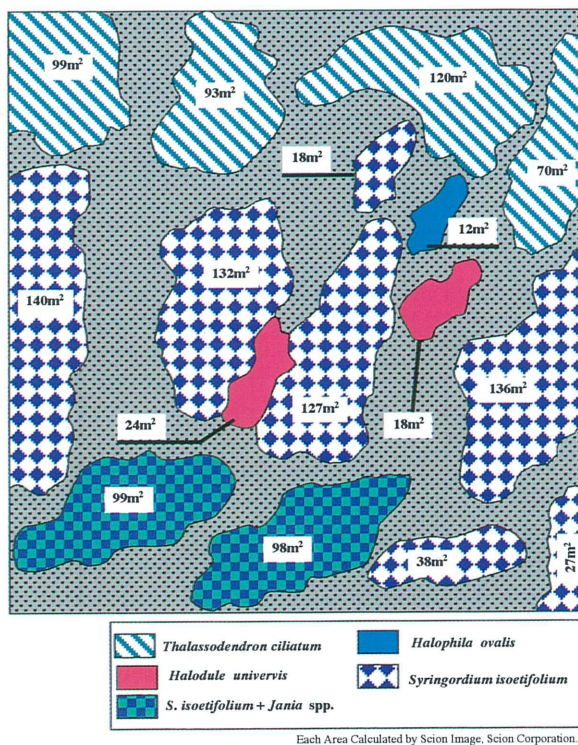 99m²
93m²
120m²
18m²
70m²
12m²
132m²
140m²
136m²
127m²
18m²
24m²
99m²
98m²
38m²
27m²
Thalassodendron ciliatum
Halophila ovalis
Halodule univervis
Syringordium isoetifolium
S. isoetifolium + Jania spp.
Each Area Calculated by Scion Image, Scion Corporation.